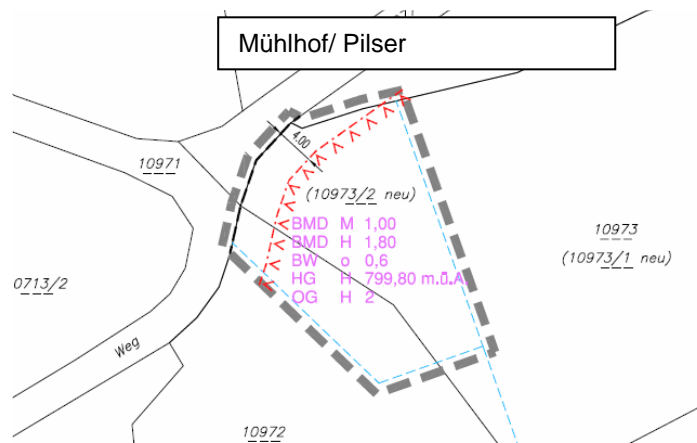 Mühlhof/ Pilser
4.00
10971
(10973/2 neu)
BMD M 1,00
BMD H 1,80
BW o 0,6
HG H 799,80 m.ü.A.
OG H 2
10973
(10973/1 neu)
0713/2
Weg
10972